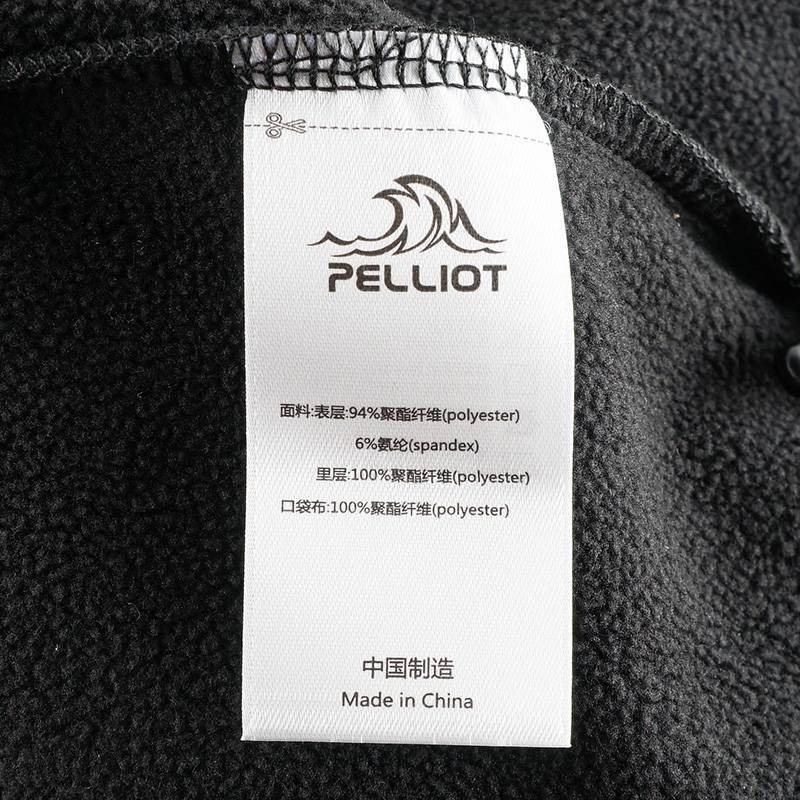 PELLIOT
面料:表层:94%聚酯纤维(polyester)
6%氨纶(spandex)
里层:100%聚酯纤维(polyester)
口袋布:100%聚酯纤维(polyester)
中国制造
Made in China